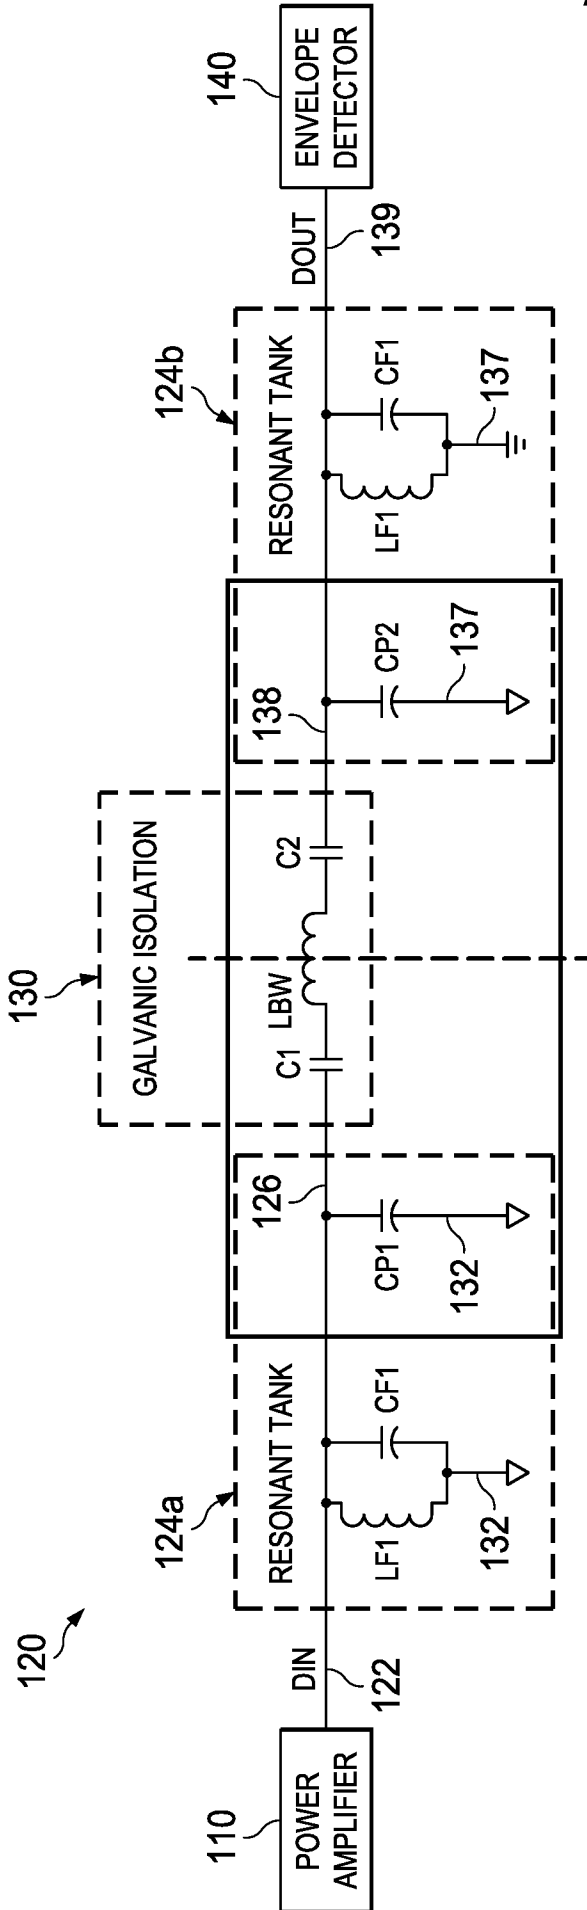 120
110
POWER
AMPLIFIER
DIN
122
124a
RESONANT TANK
LF1
CF1
132
126
CP1
132
130
GALVANIC ISOLATION
C1
LBW
C2
138
CP2
137
124b
RESONANT TANK
LF1
CF1
137
DOUT
139
140
ENVELOPE
DETECTOR